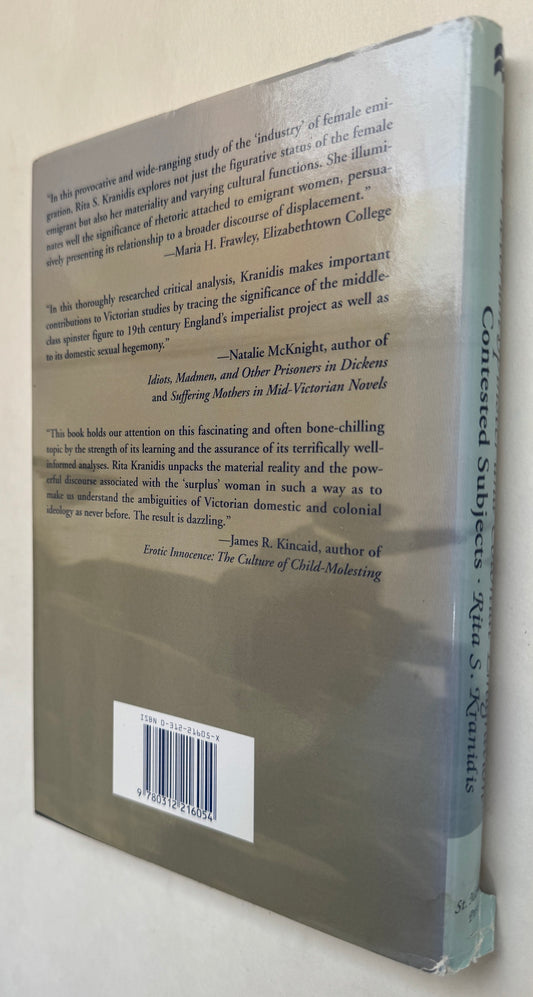 “In this provocative and wide-ranging study of the ‘industry’ of female emi-
gration, Rita S. Kranidis explores not just the figurative status of the female
emigrant but also her materiality and varying cultural functions. She illumi-
nates well the significance of rhetoric attached to emigrant women, persua-
sively presenting its relationship to a broader discourse of displacement.”
—Maria H. Frawley, Elizabethtown College
“In this thoroughly researched critical analysis, Kranidis makes important
contributions to Victorian studies by tracing the significance of the middle-
class spinster figure to 19th century England’s imperialist project as well as
to its domestic sexual hegemony.”
—Natalie McKnight, author of
Idiots, Madmen, and Other Prisoners in Dickens
and Suffering Mothers in Mid-Victorian Novels
“This book holds our attention on this fascinating and often bone-chilling
topic by the strength of its learning and the assurance of its terrifically well-
informed analyses. Rita Kranidis unpacks the material reality and the pow-
erful discourse associated with the ‘surplus’ woman in such a way as to
make us understand the ambiguities of Victorian domestic and colonial
ideology as never before. The result is dazzling.”
—James R. Kincaid, author of
Erotic Innocence: The Culture of Child-Molesting
ISBN 0-312-21605-X
9 780312 216054
Emigration
Contested Subjects · Rita S. Kranidis
St.